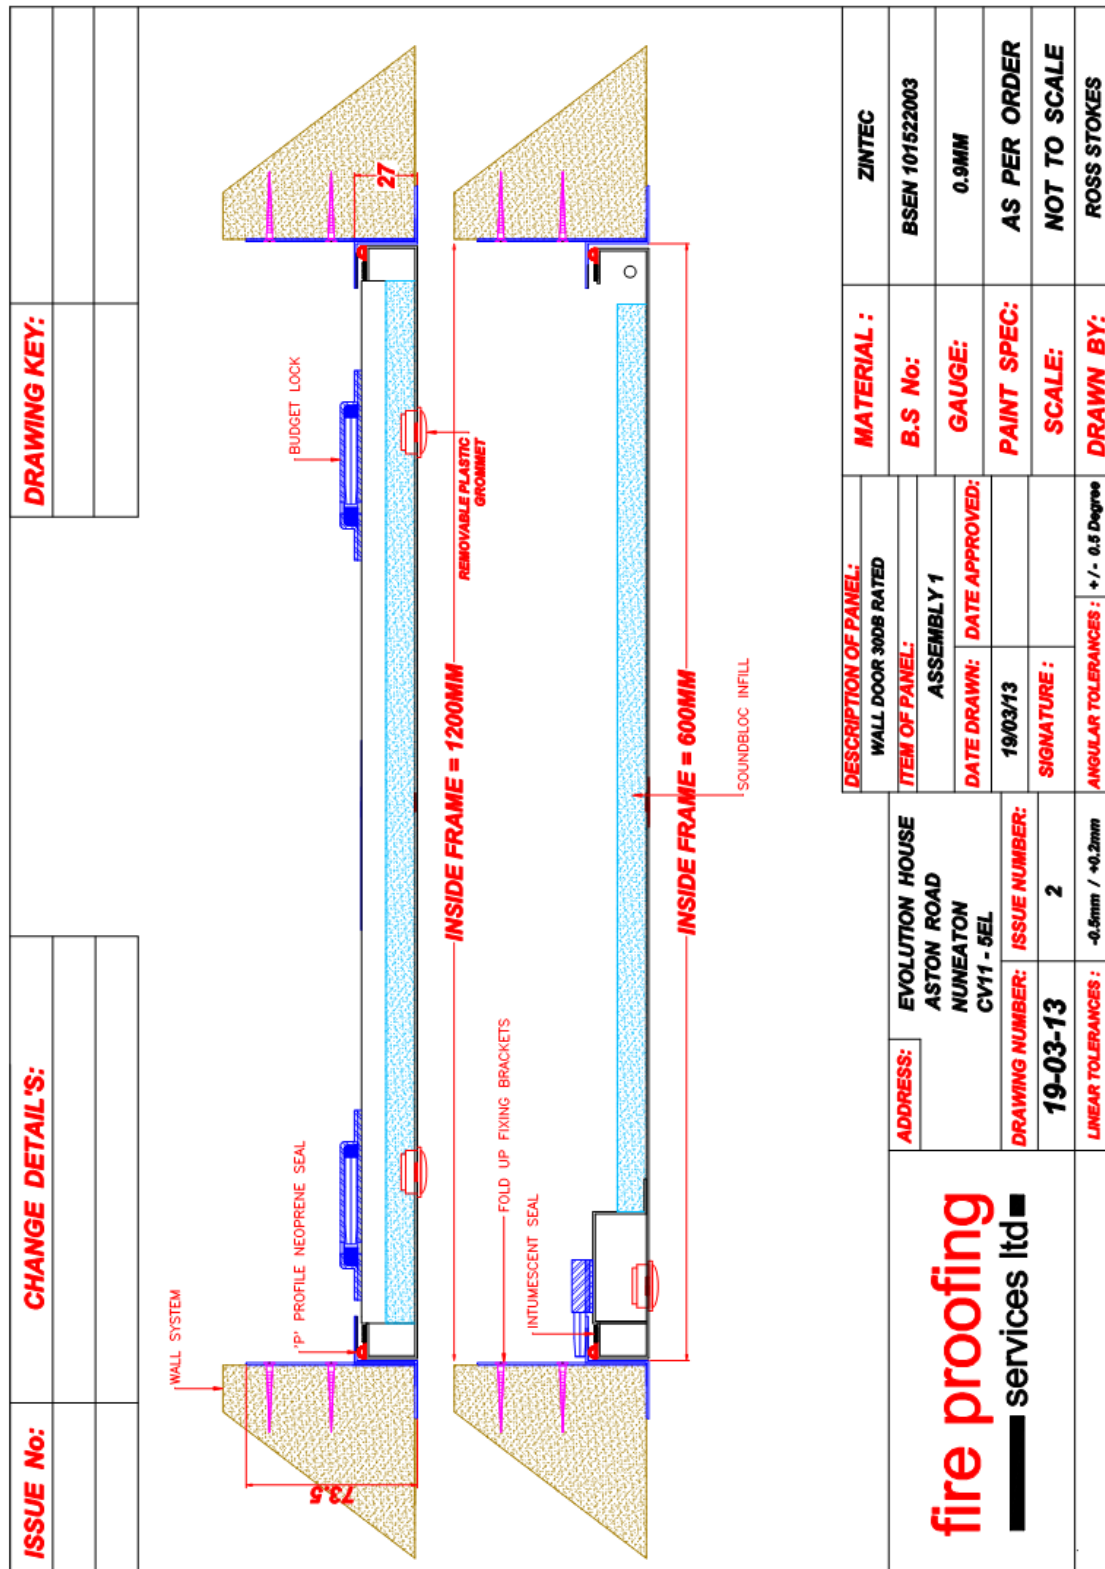 ISSUE No:
CHANGE DETAIL'S:
DRAWING KEY:
WALL SYSTEM
73.5
'P' PROFILE NEOPRENE SEAL
BUDGET LOCK
27
REMOVABLE PLASTIC
GROMMET
INSIDE FRAME = 1200MM
FOLD UP FIXING BRACKETS
INTUMESCENT SEAL
INSIDE FRAME = 600MM
SOUNDBLOC INFILL
fire proofing
services ltd
ADDRESS:
EVOLUTION HOUSE
ASTON ROAD
NUNEATON
CV11 - 5EL
DRAWING NUMBER:
19-03-13
ISSUE NUMBER:
2
LINEAR TOLERANCES :
-0.5mm / +0.2mm
DESCRIPTION OF PANEL:
WALL DOOR 30DB RATED
ITEM OF PANEL:
ASSEMBLY 1
DATE DRAWN:
19/03/13
DATE APPROVED:
SIGNATURE :
ANGULAR TOLERANCES :
+/- 0.5 Degree
MATERIAL :
ZINTEC
B.S No:
BSEN 101522003
GAUGE:
0.9MM
PAINT SPEC:
AS PER ORDER
SCALE:
NOT TO SCALE
DRAWN BY:
ROSS STOKES